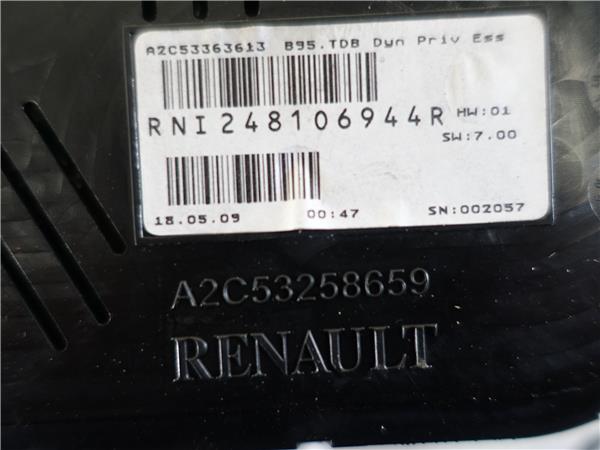 A2C53363613 B95.TDB Dyn Priv Ess
RNI248106944R HW:01
SW:7.00
18.05.09 00:47 SN:002057
A2C53258659
RENAULT